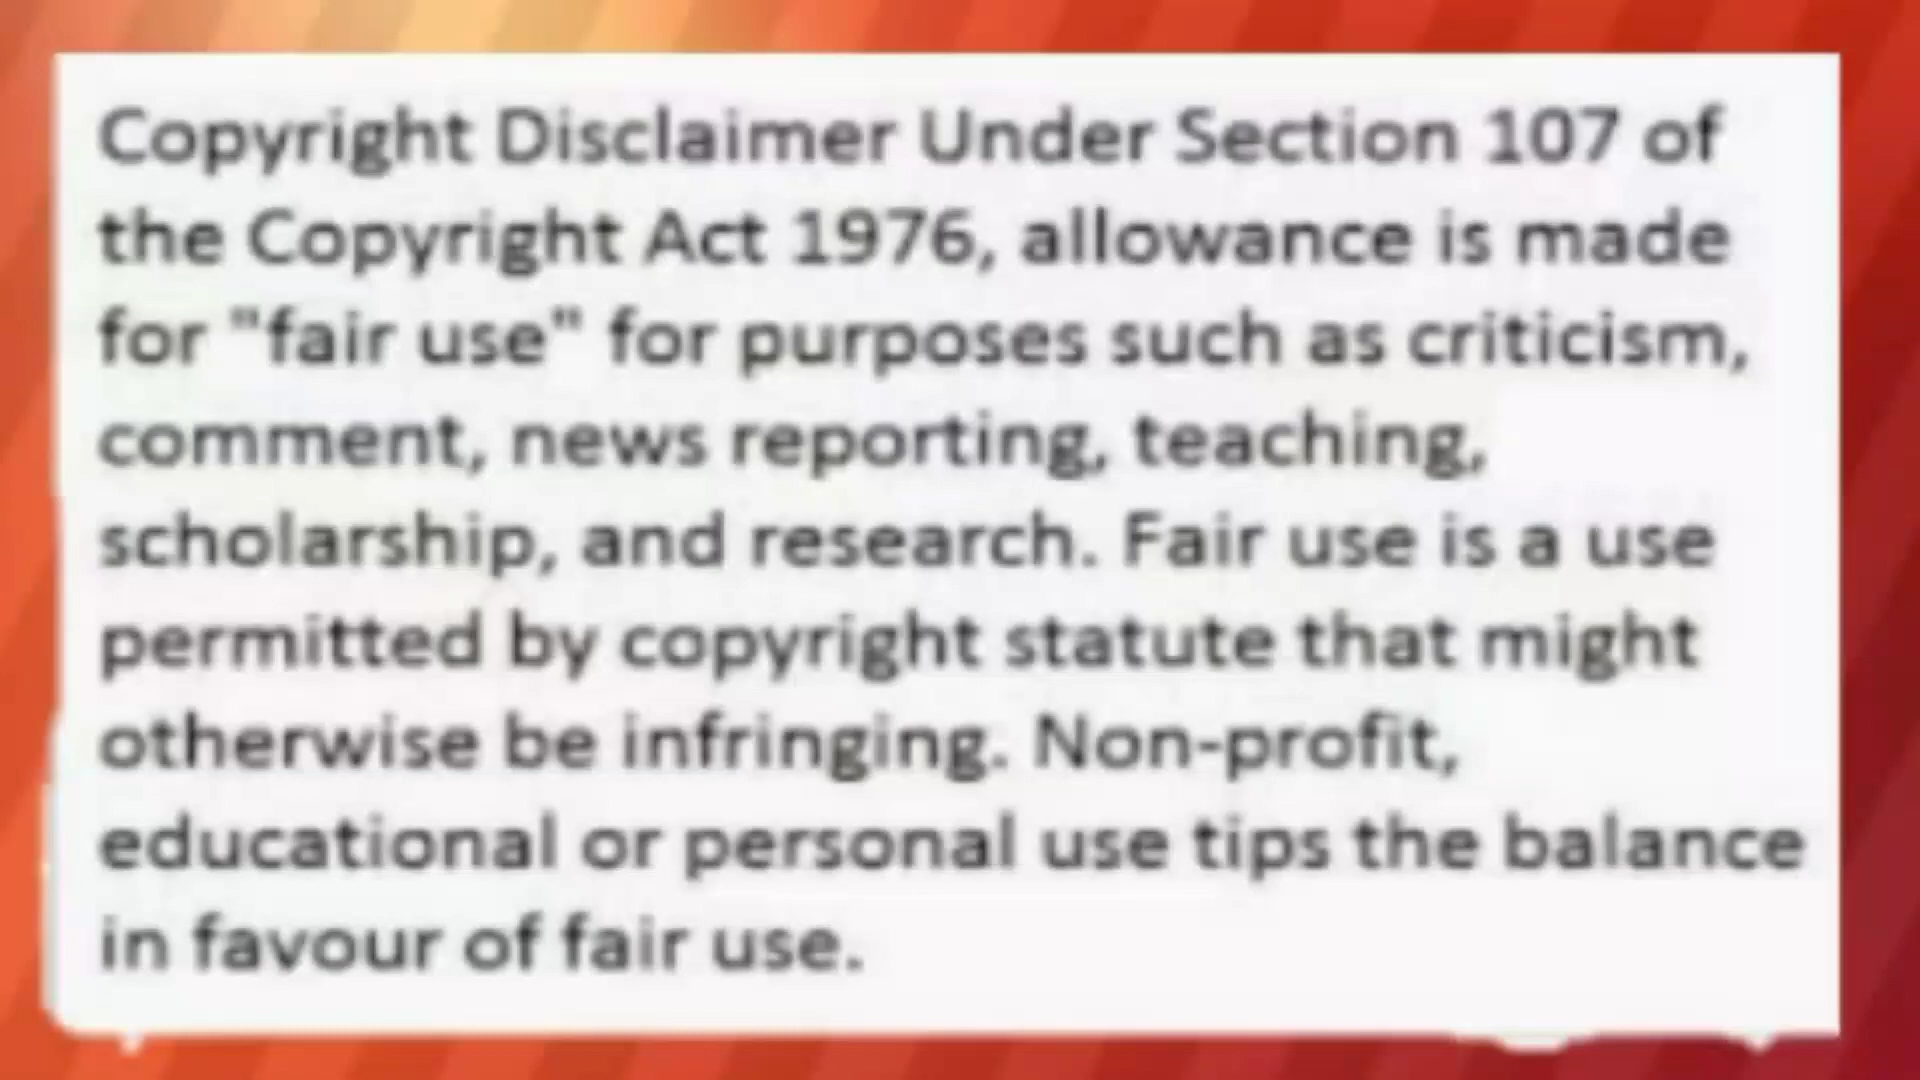 Copyright Disclaimer Under Section 107 of
the Copyright Act 1976, allowance is made
for "fair use" for purposes such as criticism,
comment, news reporting, teaching,
scholarship, and research. Fair use is a use
permitted by copyright statute that might
otherwise be infringing. Non-profit,
educational or personal use tips the balance
in favour of fair use.